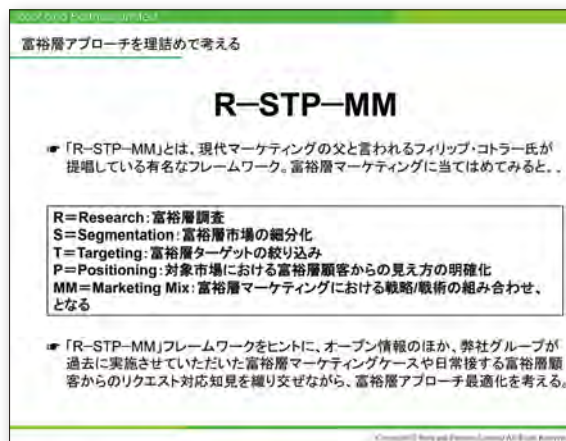 富裕層アプローチを理詰めで考える
R-STP-MM
☛「R-STP-MM」とは、現代マーケティングの父と言われるフィリップ・コトラー氏が
提唱している有名なフレームワーク。富裕層マーケティングに当てはめてみると．．
R＝Research：富裕層調査
S＝Segmentation：富裕層市場の細分化
T＝Targeting：富裕層ターゲットの絞り込み
P＝Positioning：対象市場における富裕層顧客からの見え方の明確化
MM＝Marketing Mix：富裕層マーケティングにおける戦略/戦術の組み合わせ、
となる
☛「R-STP-MM」フレームワークをヒントに、オープン情報のほか、弊社グループが
過去に実施させていただいた富裕層マーケティングケースや日常接する富裕層顧
客からのリクエスト対応知見を織り交ぜながら、富裕層アプローチ最適化を考える。